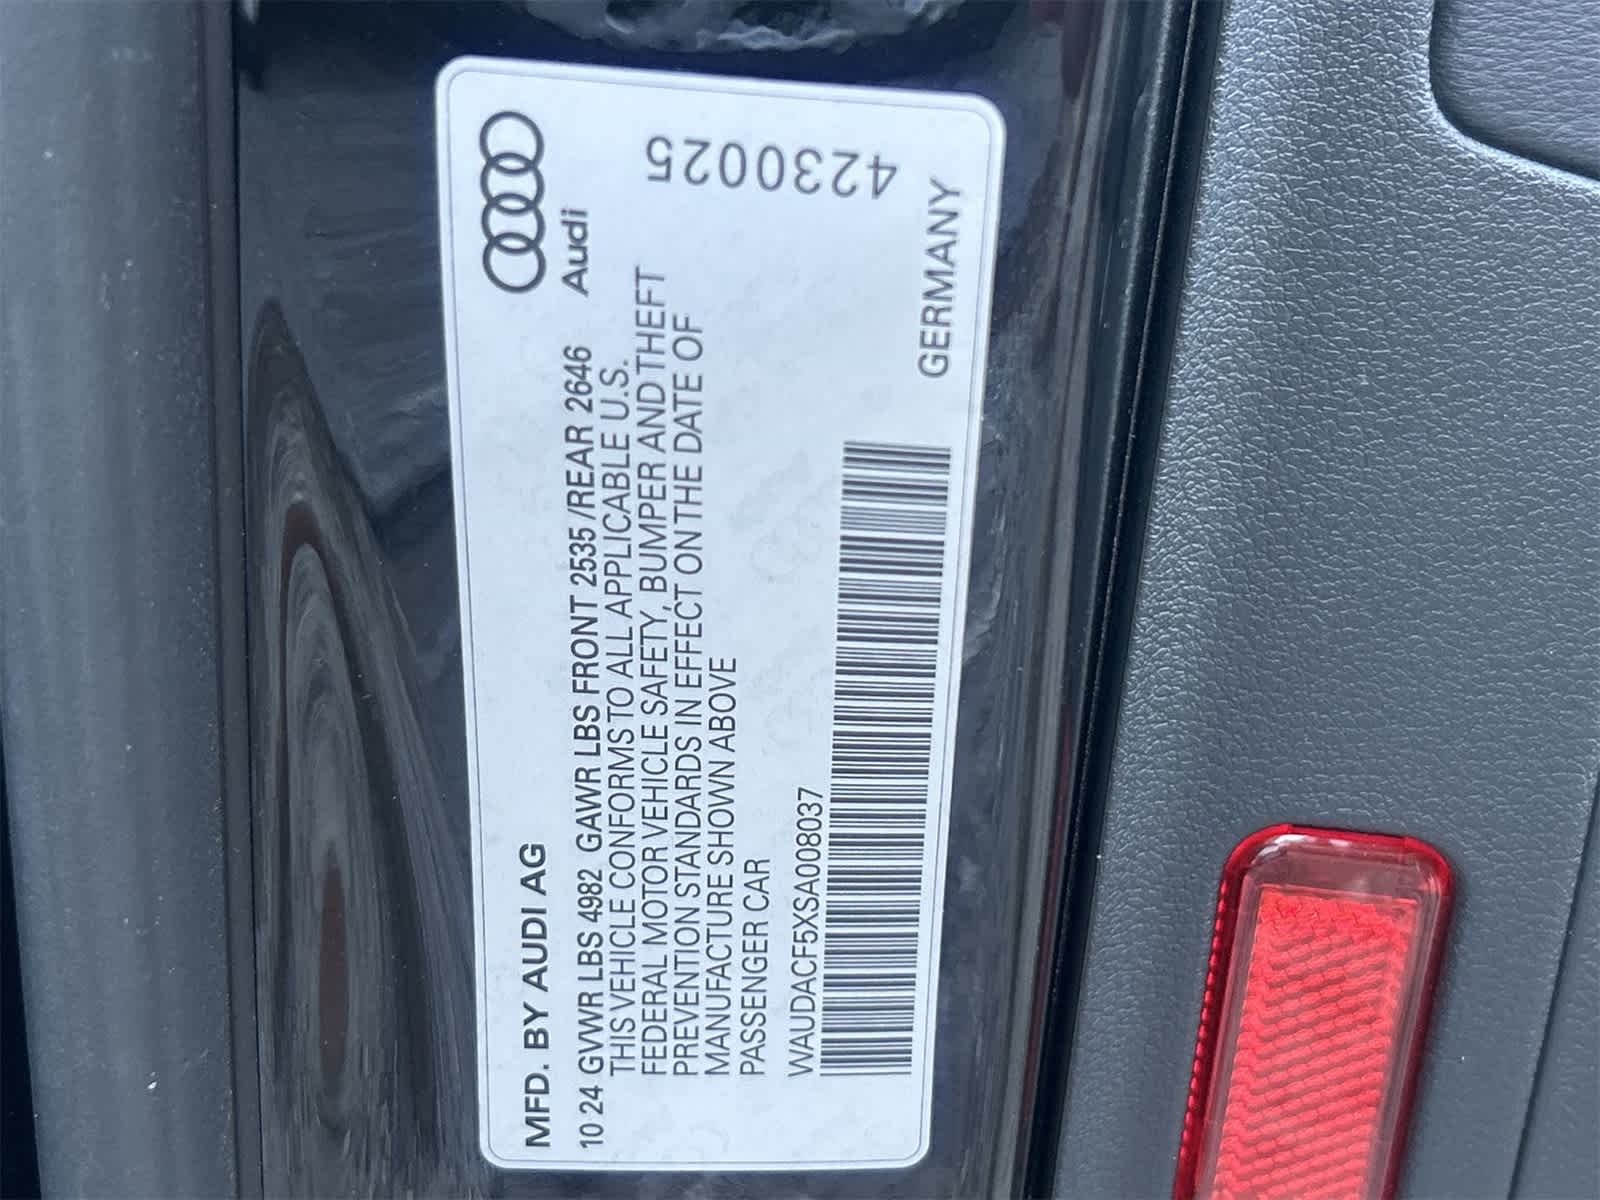 MFD. BY AUDI AG
Audi
10 24 GVWR LBS 4982 GAWR LBS FRONT 2535 /REAR 2646
THIS VEHICLE CONFORMS TO ALL APPLICABLE U.S.
FEDERAL MOTOR VEHICLE SAFETY, BUMPER AND THEFT
PREVENTION STANDARDS IN EFFECT ON THE DATE OF
MANUFACTURE SHOWN ABOVE
PASSENGER CAR
WAUDACF5XSA008037
GERMANY
4230025